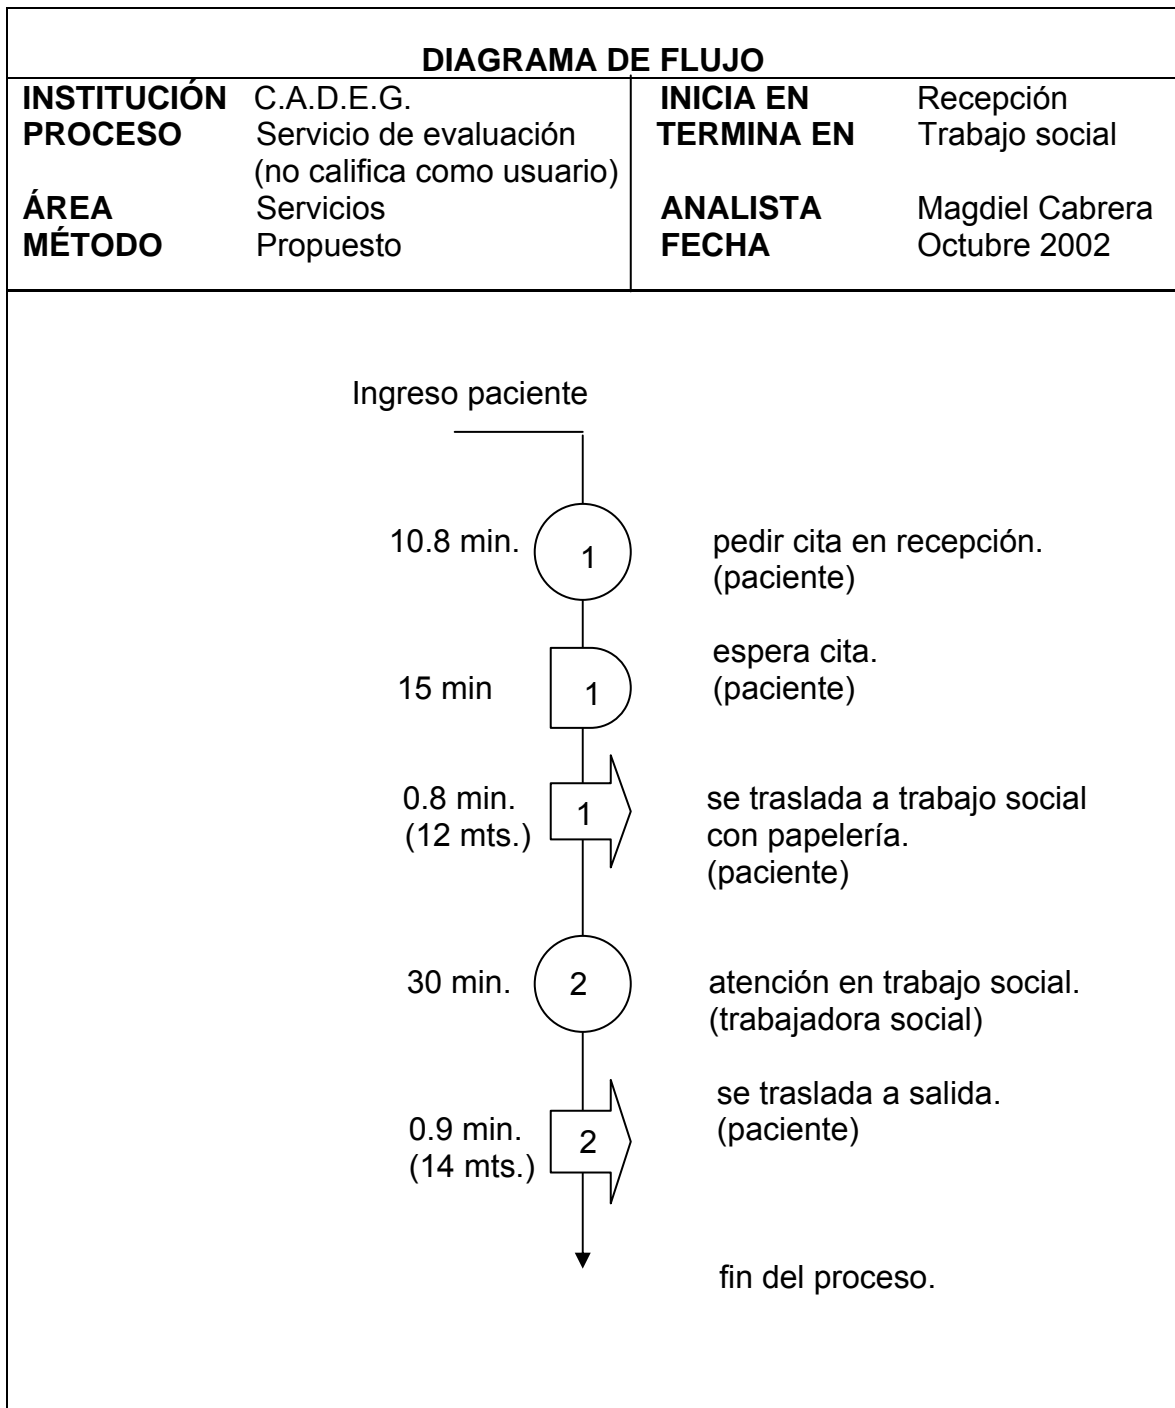 DIAGRAMA DE FLUJO
INSTITUCIÓN C.A.D.E.G. INICIA EN Recepción
PROCESO Servicio de evaluación TERMINA EN Trabajo social
(no califica como usuario)
ÁREA Servicios ANALISTA Magdiel Cabrera
MÉTODO Propuesto FECHA Octubre 2002
Ingreso paciente
10.8 min. 1 pedir cita en recepción.
(paciente)
espera cita.
15 min 1 (paciente)
0.8 min. 1 se traslada a trabajo social
(12 mts.) con papelería.
(paciente)
30 min. 2 atención en trabajo social.
(trabajadora social)
se traslada a salida.
0.9 min. 2 (paciente)
(14 mts.)
fin del proceso.